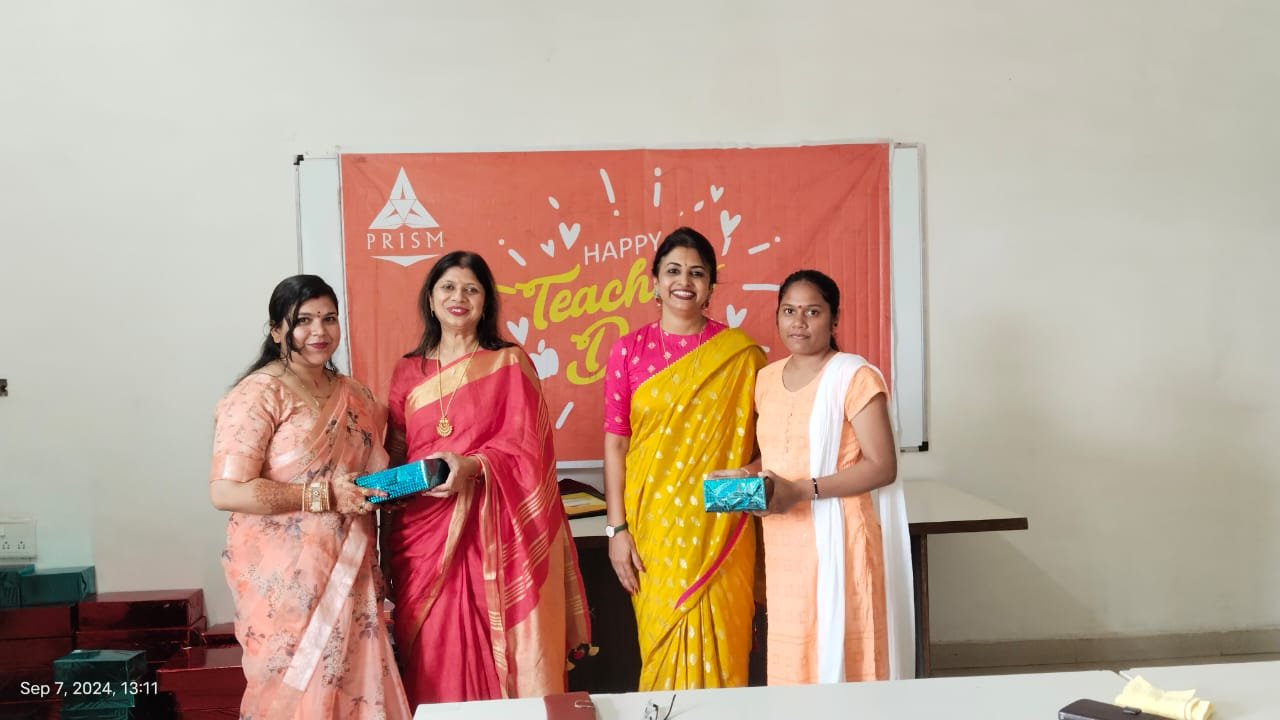 PRISM
HAPPY
Teach
D
Sep 7, 2024, 13:11